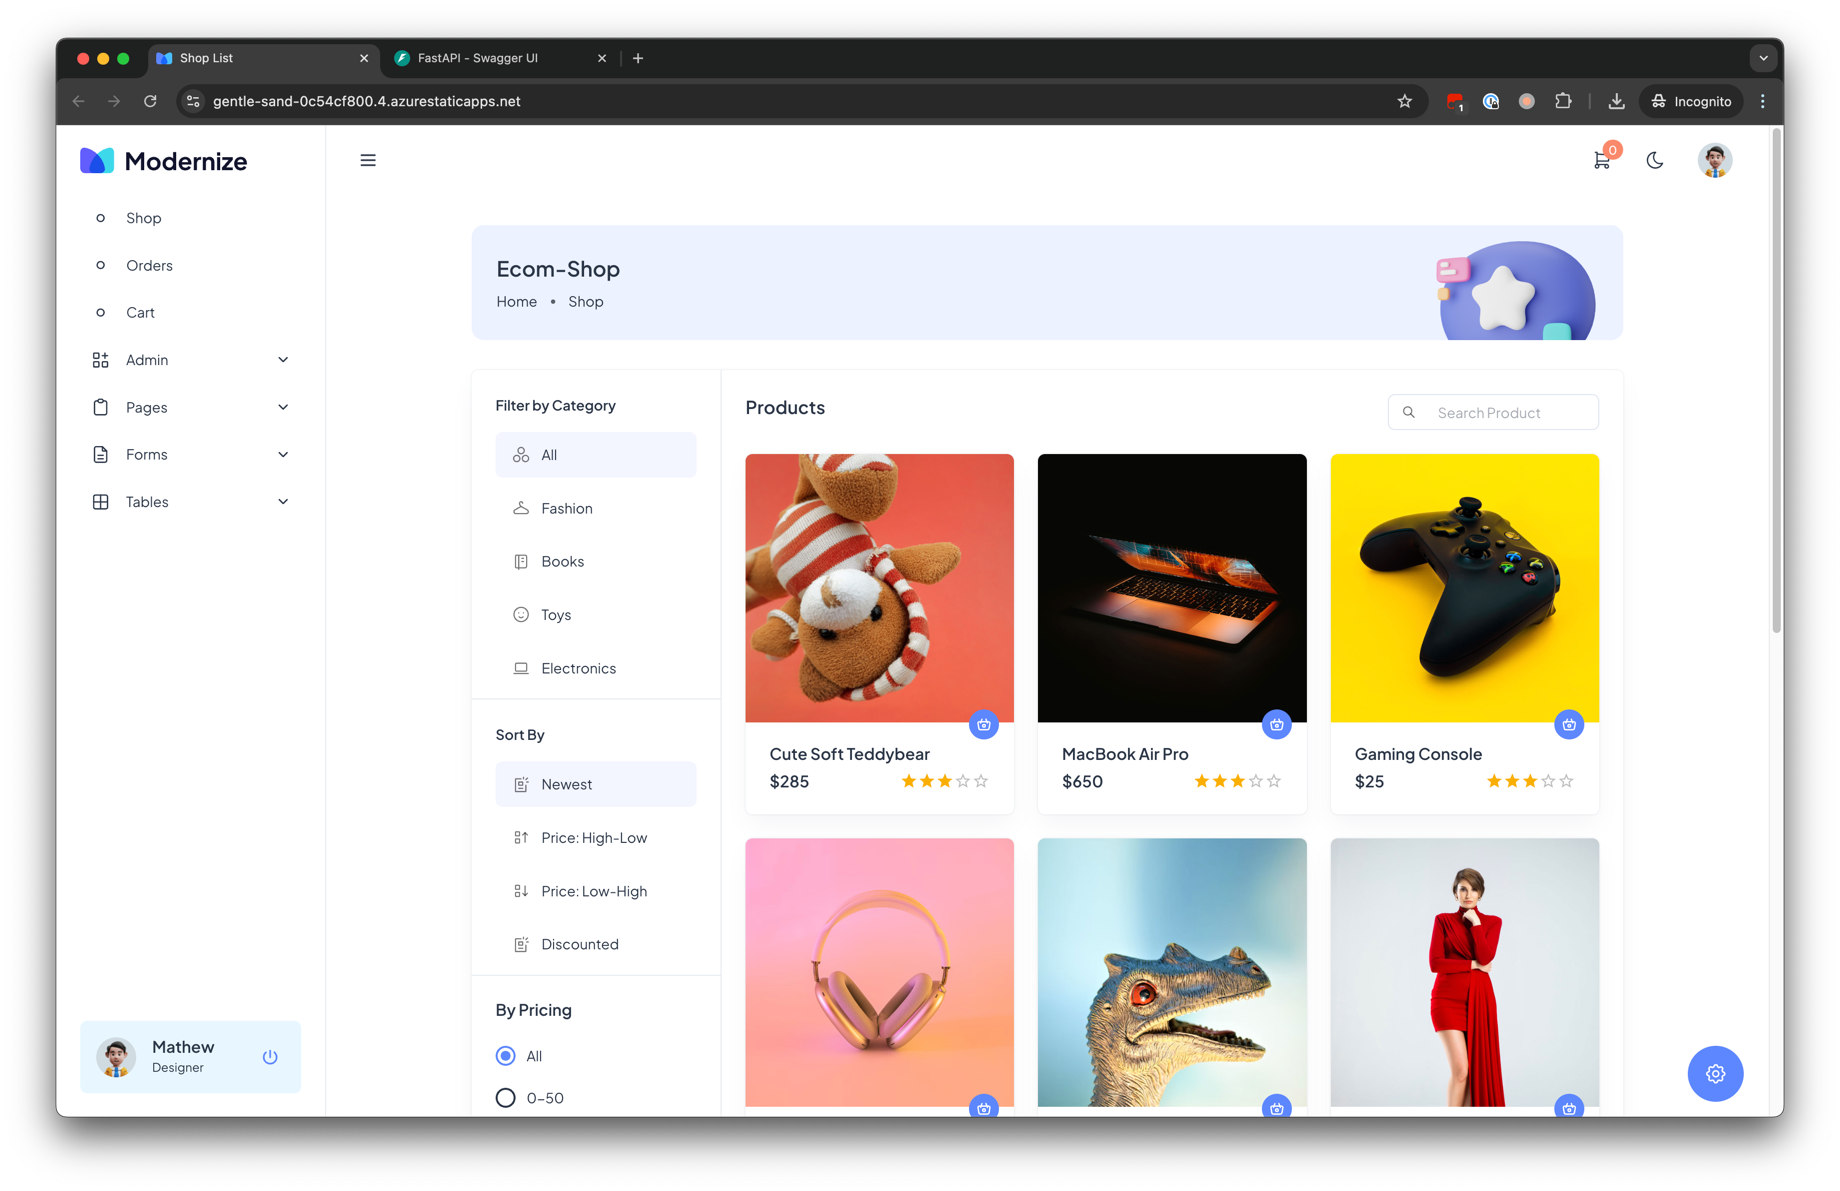 Shop List
FastAPI - Swagger UI
gentle-sand-0c54cf800.4.azurestaticapps.net
1
Incognito
Modernize
0
Shop
Orders
Cart
Admin
Pages
Forms
Tables
Mathew
Designer
Ecom-Shop
Home • Shop
Filter by Category
All
Fashion
Books
Toys
Electronics
Sort By
Newest
Price: High-Low
Price: Low-High
Discounted
By Pricing
All
0-50
Products
Search Product
Cute Soft Teddybear
$285
MacBook Air Pro
$650
Gaming Console
$25